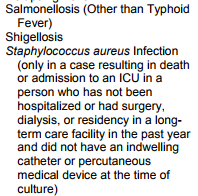 Salmonellosis (Other than Typhoid
Fever)
Shigellosis
Staphylococcus aureus Infection
(only in a case resulting in death
or admission to an ICU in a
person who has not been
hospitalized or had surgery,
dialysis, or residency in a long-
term care facility in the past year
and did not have an indwelling
catheter or percutaneous
medical device at the time of
culture)